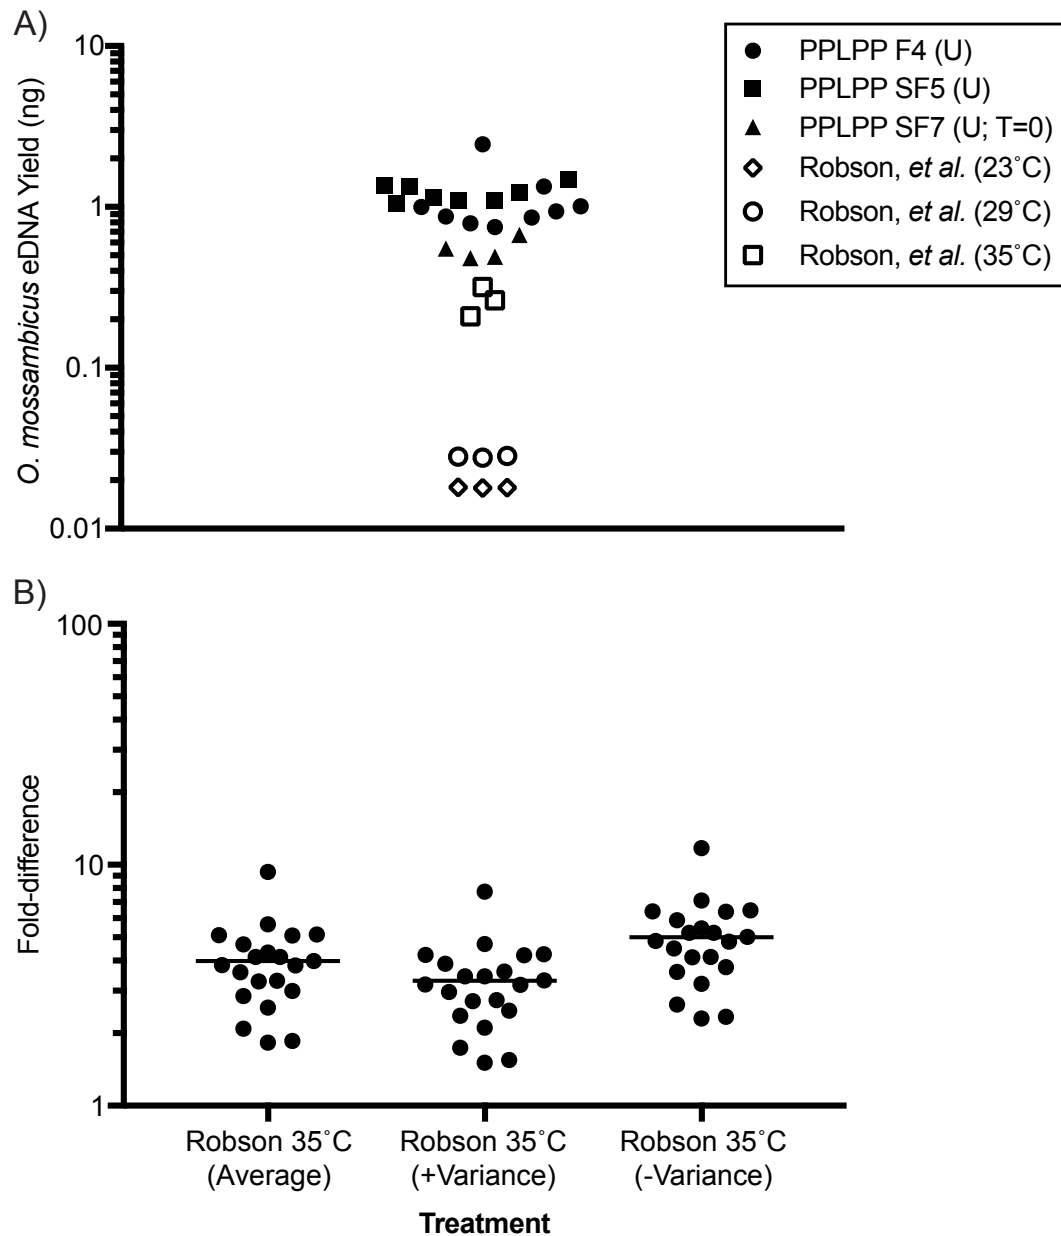 A)
O. mossambicus eDNA Yield (ng)
10
1
0.1
0.01
PPLPP F4 (U)
PPLPP SF5 (U)
PPLPP SF7 (U; T=0)
Robson, et al. (23˚C)
Robson, et al. (29˚C)
Robson, et al. (35˚C)
B)
Fold-difference
100
10
1
Robson 35˚C
(Average)
Robson 35˚C
(+Variance)
Robson 35˚C
(-Variance)
Treatment